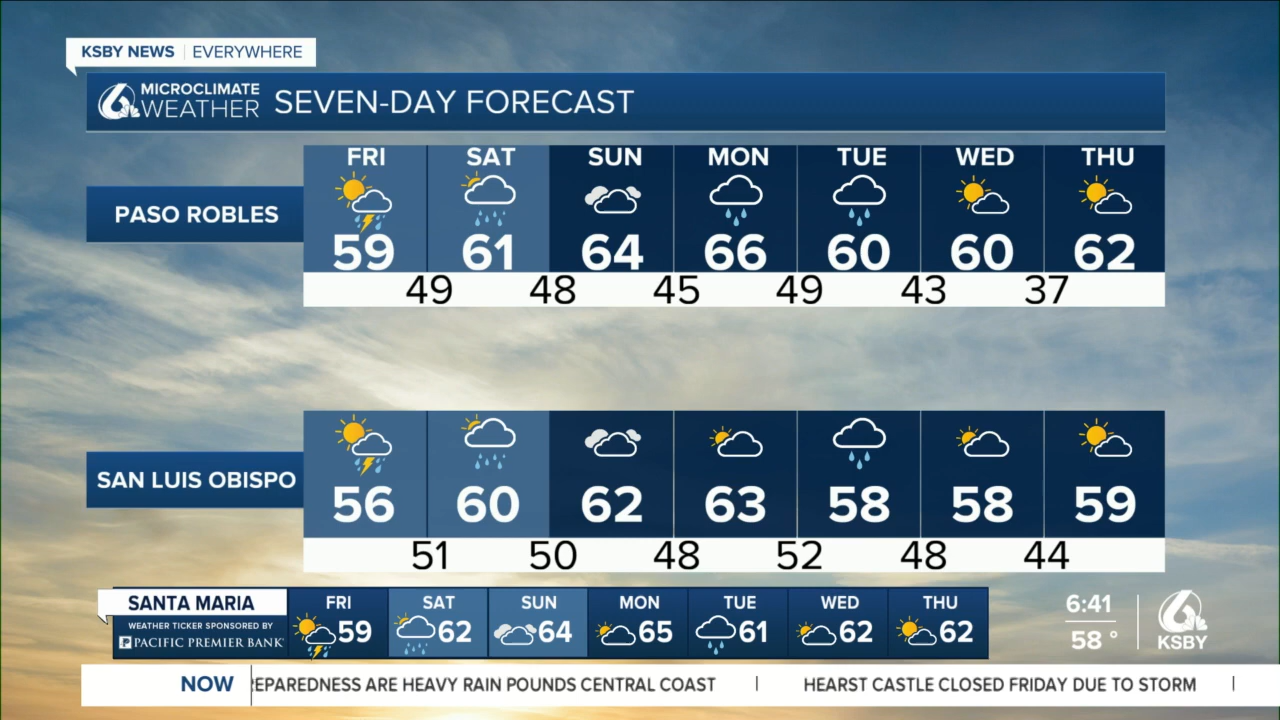 KSBY NEWS | EVERYWHERE
6 MICROCLIMATE WEATHER SEVEN-DAY FORECAST
FRI SAT SUN MON TUE WED THU
PASO ROBLES
59 61 64 66 60 60 62
49 48 45 49 43 37
SAN LUIS OBISPO
56 60 62 63 58 58 59
51 50 48 52 48 44
SANTA MARIA
WEATHER TICKER SPONSORED BY
PACIFIC PREMIER BANK
FRI SAT SUN MON TUE WED THU
59 62 64 65 61 62 62
6:41
58 °
6
KSBY
NOW EPAREDNESS ARE HEAVY RAIN POUNDS CENTRAL COAST | HEARST CASTLE CLOSED FRIDAY DUE TO STORM |